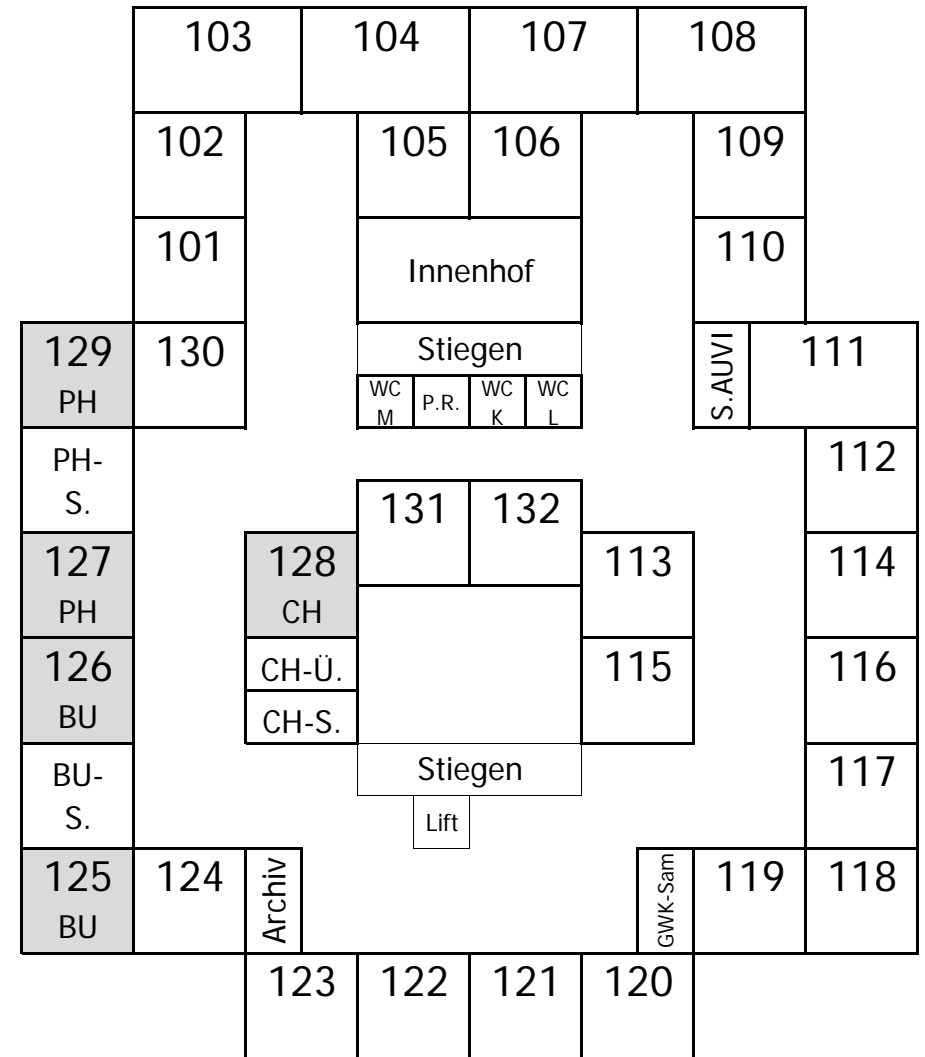 103 104 107 108
102 105 106 109
101 Innenhof 110
129 130 Stiegen S.AUVI 111
PH WC P.R. WC WC
M K L
PH- 112
S. 131 132
127 128 113 114
PH CH
126 CH-Ü. 115 116
BU CH-S.
BU- Stiegen 117
S. Lift
125 124 Archiv GWK-Sam 119 118
BU
123 122 121 120